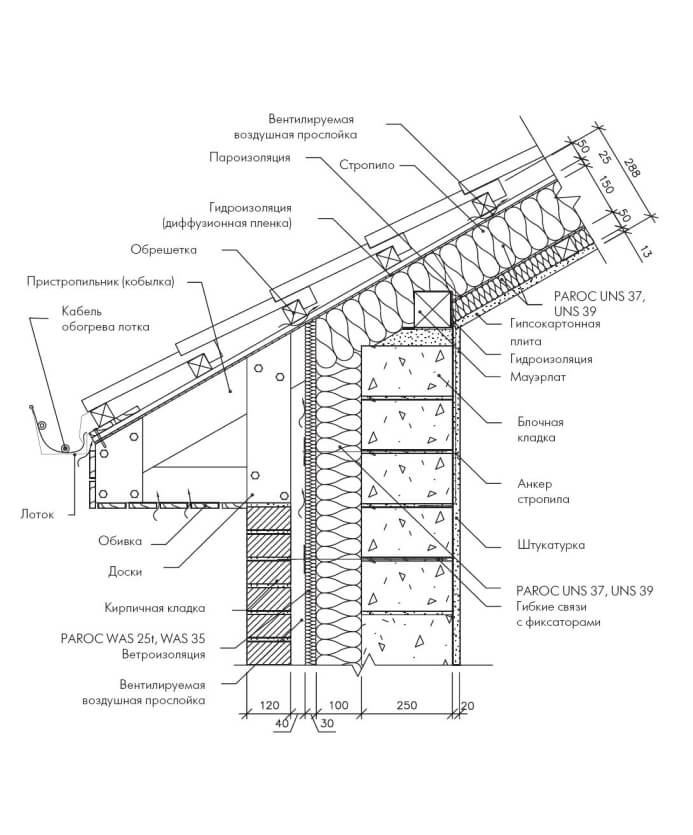 Вентилируемая
воздушная прослойка
Пароизоляция
Стропило
Гидроизоляция
(диффузионная пленка)
Обрешетка
Пристропильник (кобылка)
Кабель
обогрева лотка
50
25
150
288
50
13
PAROC UNS 37,
UNS 39
Гипсокартонная
плита
Гидроизоляция
Мауэрлат
Блочная
кладка
Анкер
стропила
Штукатурка
PAROC UNS 37, UNS 39
Гибкие связи
с фиксаторами
Лоток
Обивка
Доски
Кирпичная кладка
PAROC WAS 25t, WAS 35
Ветроизоляция
Вентилируемая
воздушная прослойка
120
40
30
100
250
20